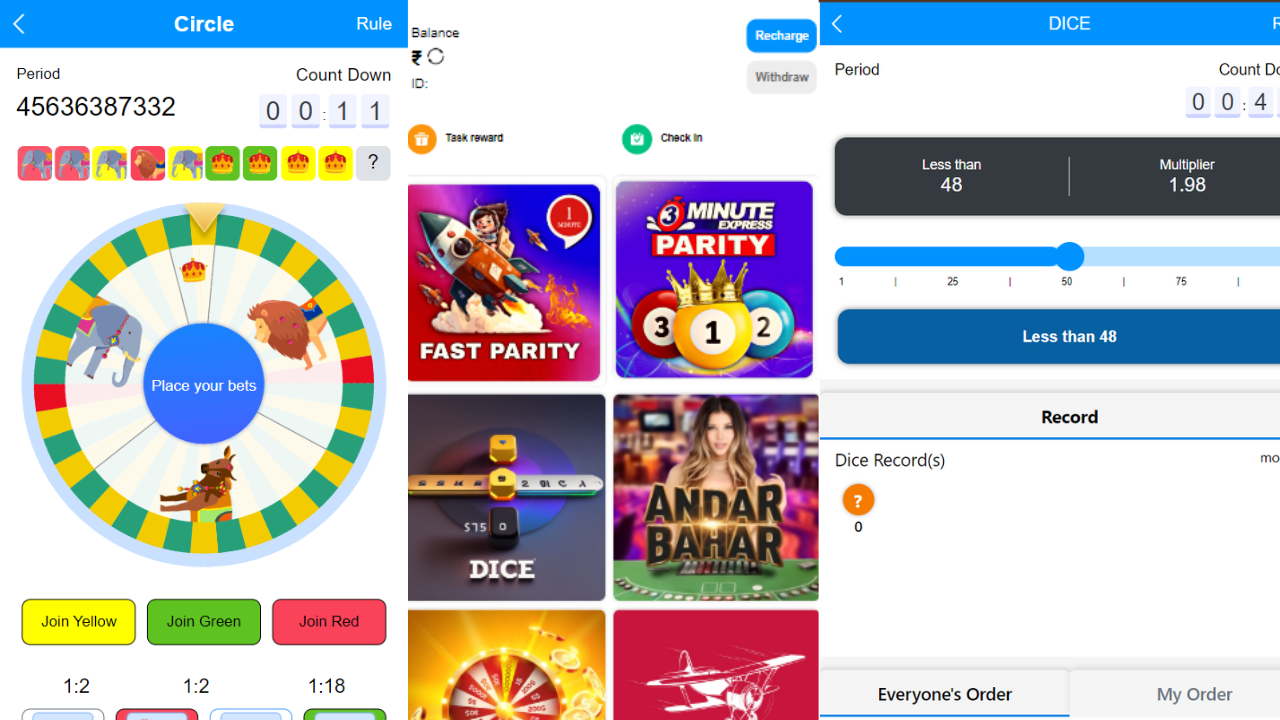 Circle
Rule
Period
Count Down
45636387332
0 0 : 1 1
?
Place your bets
Join Yellow
Join Green
Join Red
1:2
1:2
1:18
Balance
₹
ID:
Recharge
Withdraw
Task reward
Check In
1
MINUTE
FAST PARITY
3 MINUTE
EXPRESS
PARITY
3
1
2
DICE
ANDAR
BAHAR
DICE
R
Period
Count Do
0 0 : 4
Less than
48
Multiplier
1.98
1
25
50
75
Less than 48
Record
Dice Record(s)
mo
?
0
Everyone's Order
My Order